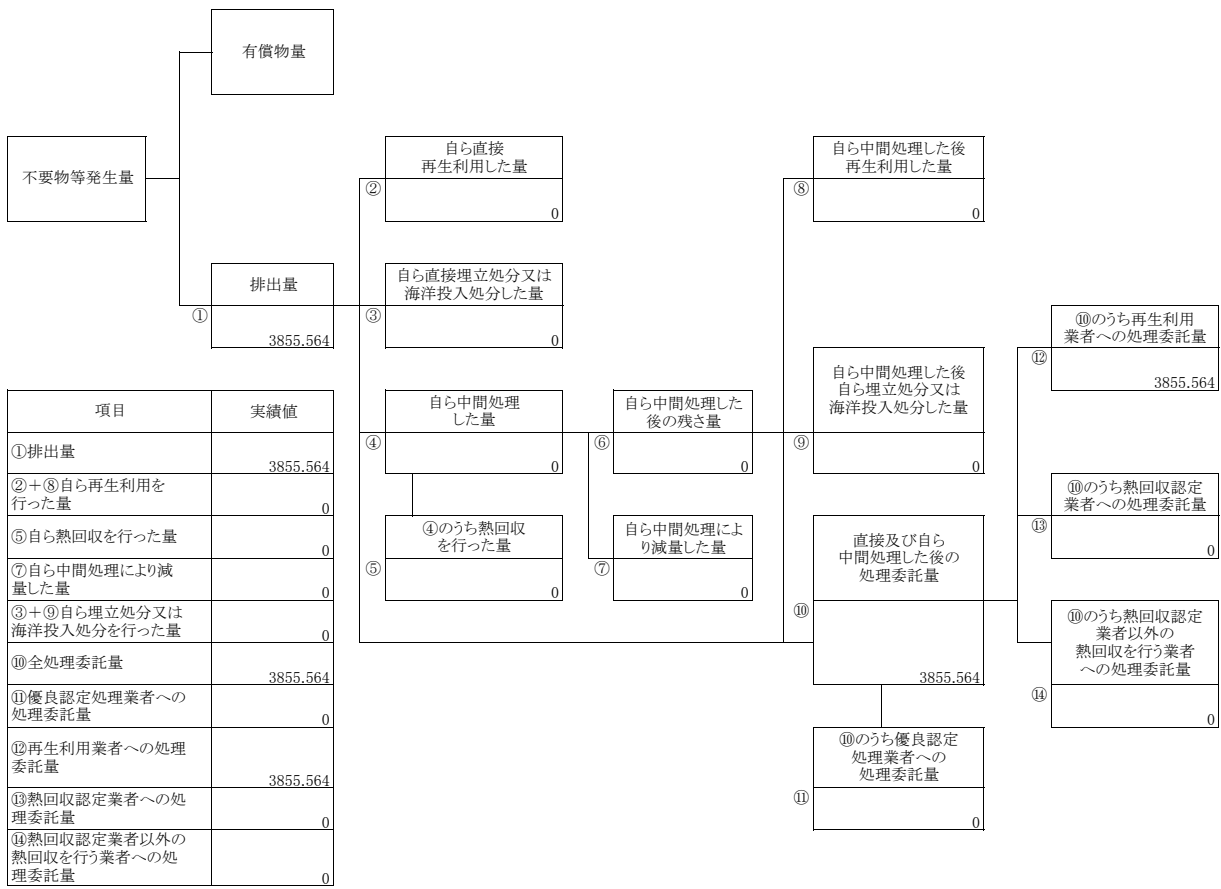 有償物量
不要物等発生量
排出量
①
3855.564
自ら直接
再生利用した量
②
0
自ら直接埋立処分又は
海洋投入処分した量
③
0
自ら中間処理
した量
④
0
④のうち熱回収
を行った量
⑤
0
自ら中間処理した
後の残さ量
⑥
0
自ら中間処理によ
り減量した量
⑦
0
自ら中間処理した後
再生利用した量
⑧
0
自ら中間処理した後
自ら埋立処分又は
海洋投入処分した量
⑨
0
直接及び自ら
中間処理した後の
処理委託量
⑩
3855.564
⑩のうち優良認定
処理業者への
処理委託量
⑪
0
⑩のうち再生利用
業者への処理委託量
⑫
3855.564
⑩のうち熱回収認定
業者への処理委託量
⑬
0
⑩のうち熱回収認定
業者以外の
熱回収を行う業者
への処理委託量
⑭
0
項目 実績値
①排出量
3855.564
②＋⑧自ら再生利用を
行った量
0
⑤自ら熱回収を行った量
0
⑦自ら中間処理により減
量した量
0
③＋⑨自ら埋立処分又は
海洋投入処分を行った量
0
⑩全処理委託量
3855.564
⑪優良認定処理業者への
処理委託量
0
⑫再生利用業者への処理
委託量
3855.564
⑬熱回収認定業者への処
理委託量
0
⑭熱回収認定業者以外の
熱回収を行う業者への処
理委託量
0